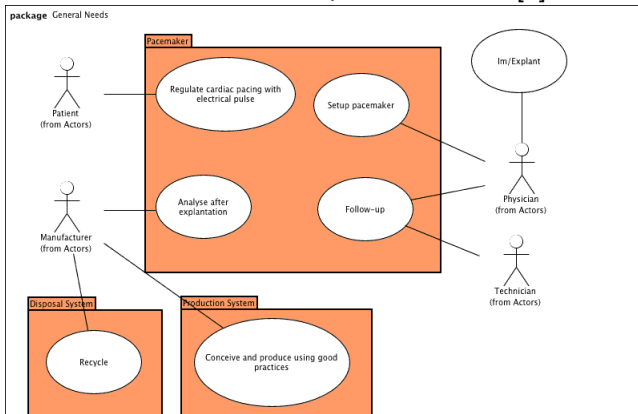 package General Needs
Pacemaker
Im/Explant
Regulate cardiac pacing with
electrical pulse
Setup pacemaker
Patient
(from Actors)
Analyse after
explantation
Follow-up
Physician
(from Actors)
Manufacturer
(from Actors)
Technician
(from Actors)
Disposal System
Production System
Recycle
Conceive and produce using good
practices